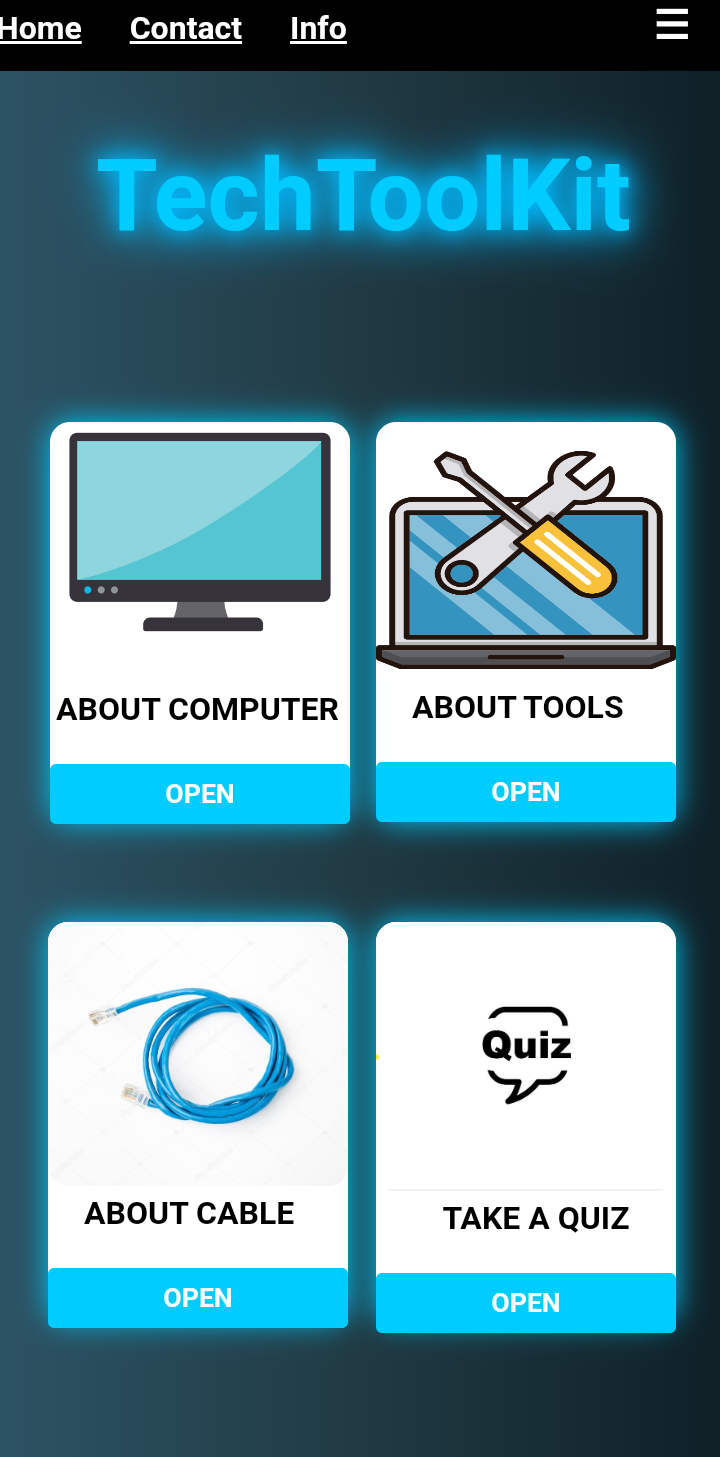 Home Contact Info ☰
TechToolKit
ABOUT COMPUTER
OPEN
ABOUT TOOLS
OPEN
ABOUT CABLE
OPEN
Quiz
TAKE A QUIZ
OPEN